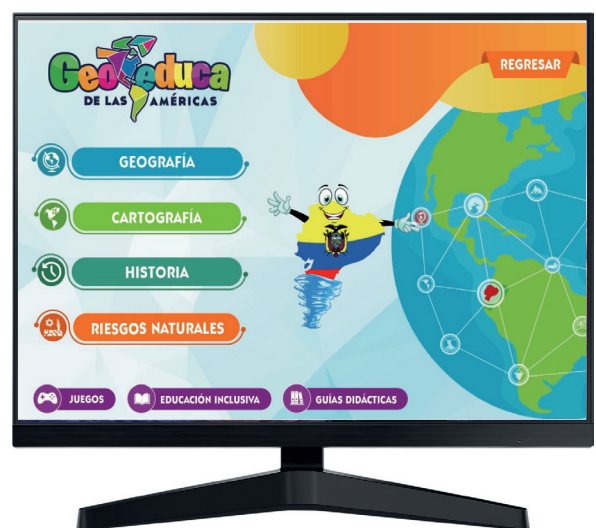 Geoeduca
DE LAS AMÉRICAS
REGRESAR
GEOGRAFÍA
CARTOGRAFÍA
HISTORIA
RIESGOS NATURALES
JUEGOS
EDUCACIÓN INCLUSIVA
GUÍAS DIDÁCTICAS